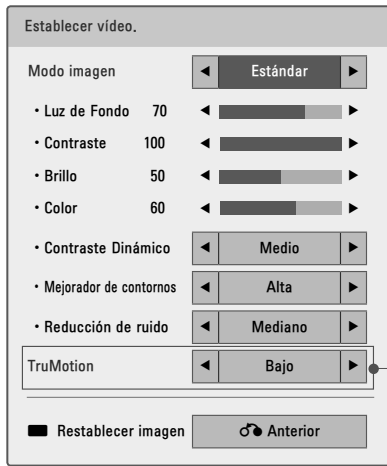 Establecer vídeo.
Modo imagen ◄ Estándar ►
• Luz de Fondo 70
• Contraste 100
• Brillo 50
• Color 60
• Contraste Dinámico ◄ Medio ►
• Mejorador de contornos ◄ Alta ►
• Reducción de ruido ◄ Mediano ►
TruMotion ◄ Bajo ►
Restablecer imagen Anterior